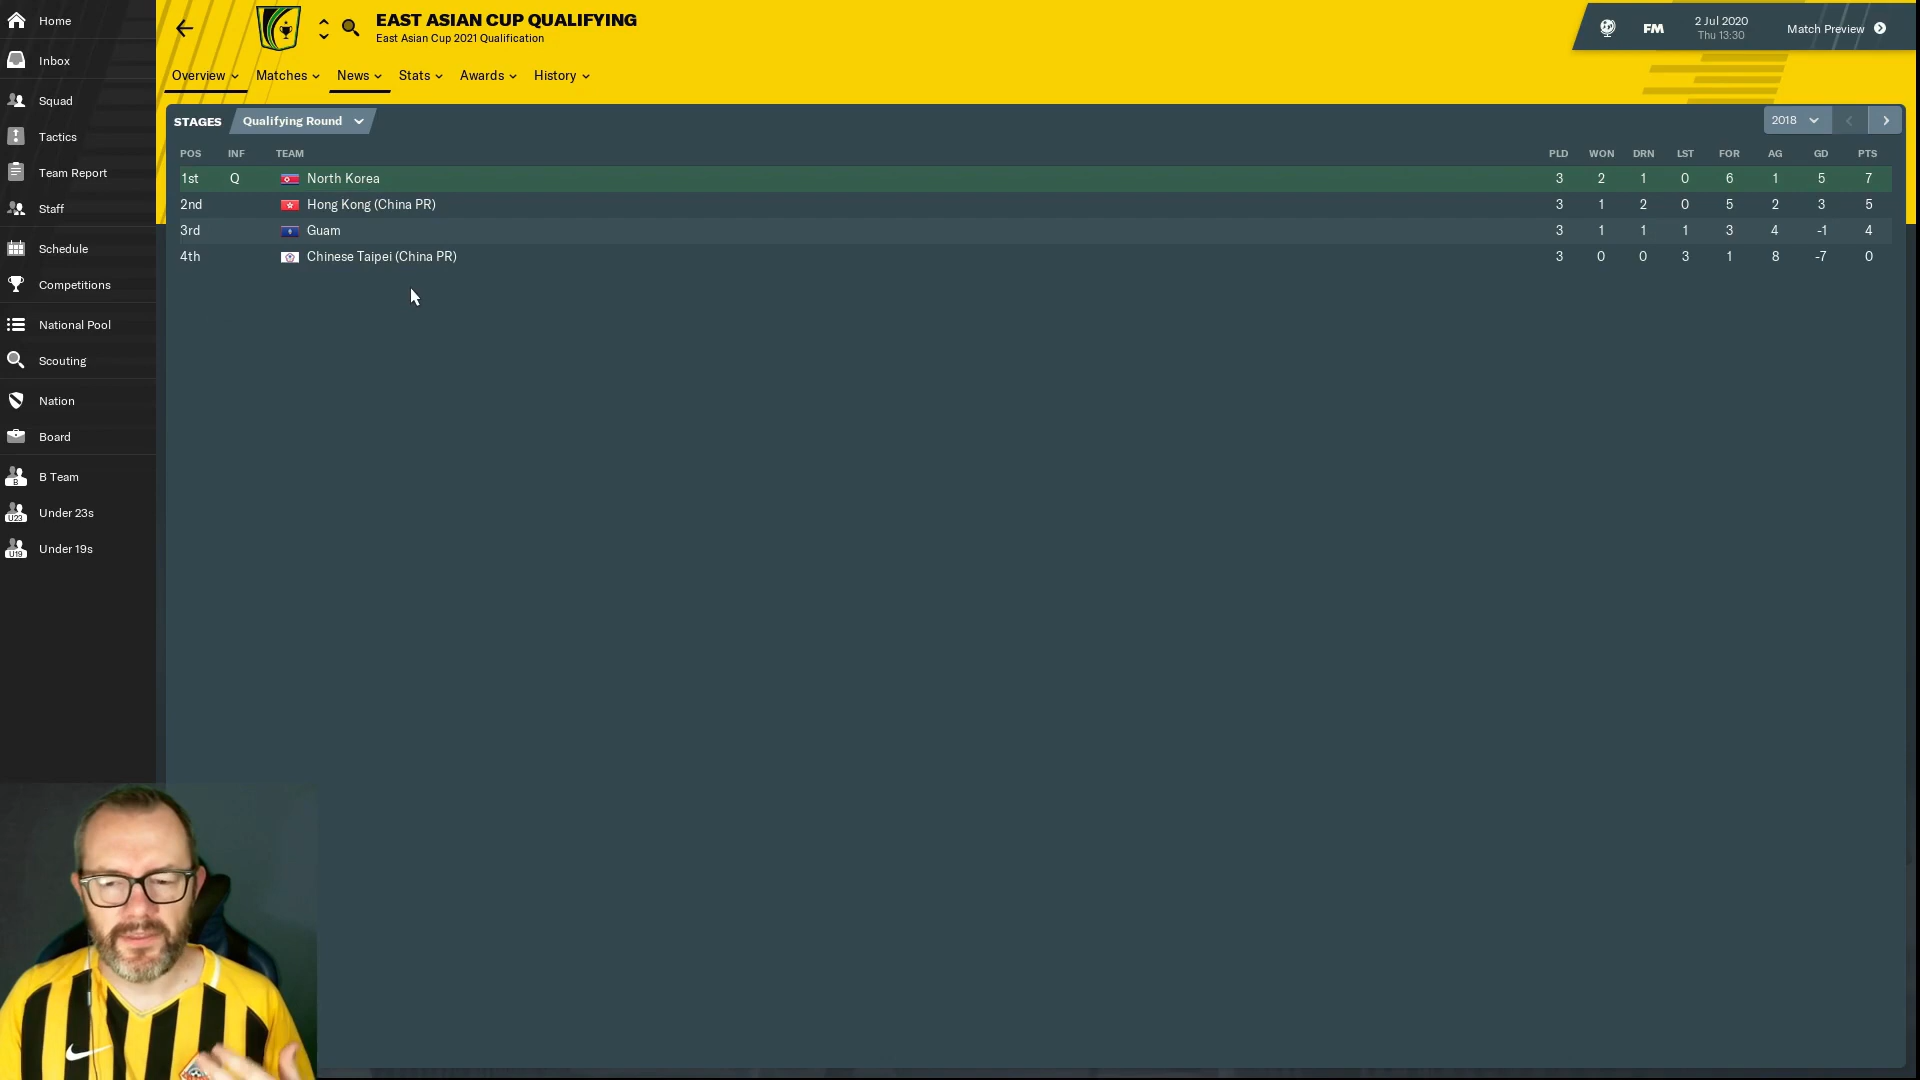 Home
Inbox
Squad
Tactics
Team Report
Staff
Schedule
Competitions
National Pool
Scouting
Nation
Board
B
B Team
U23
Under 23s
U19
Under 19s
EAST ASIAN CUP QUALIFYING
East Asian Cup 2021 Qualification
FM
2 Jul 2020
Thu 13:30
Match Preview
Overview Matches News Stats Awards History
STAGES Qualifying Round 2018
POS INF TEAM PLD WON DRN LST FOR AG GD PTS
1st Q North Korea 3 2 1 0 6 1 5 7
2nd Hong Kong (China PR) 3 1 2 0 5 2 3 5
3rd Guam 3 1 1 1 3 4 -1 4
4th Chinese Taipei (China PR) 3 0 0 3 1 8 -7 0